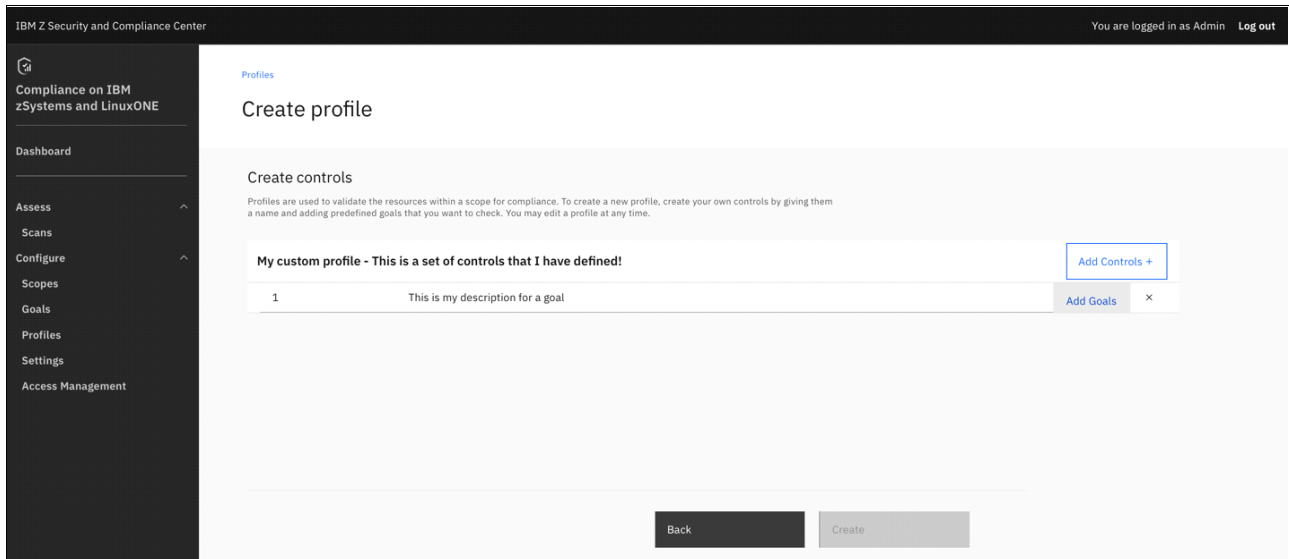 IBM Z Security and Compliance Center
You are logged in as Admin Log out
Compliance on IBM
zSystems and LinuxONE
Dashboard
Assess
Scans
Configure
Scopes
Goals
Profiles
Settings
Access Management
Profiles
Create profile
Create controls
Profiles are used to validate the resources within a scope for compliance. To create a new profile, create your own controls by giving them
a name and adding predefined goals that you want to check. You may edit a profile at any time.
My custom profile - This is a set of controls that I have defined!
Add Controls +
1 This is my description for a goal
Add Goals ×
Back
Create